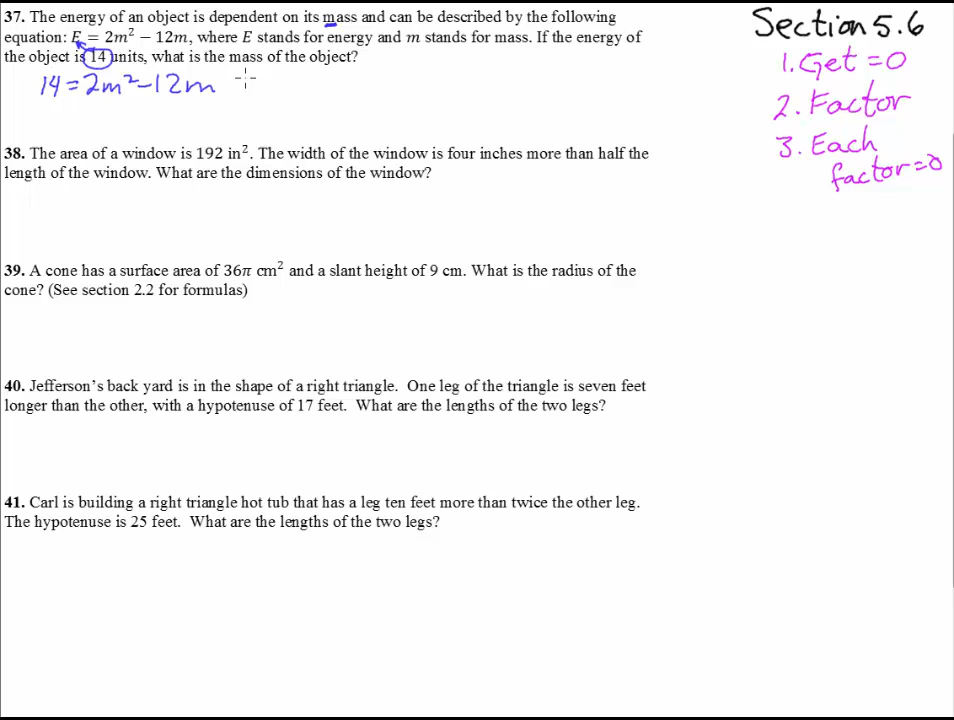 37. The energy of an object is dependent on its mass and can be described by the following
equation: E = 2m² − 12m, where E stands for energy and m stands for mass. If the energy of
the object is 14 units, what is the mass of the object?
14 = 2m² − 12m
38. The area of a window is 192 in². The width of the window is four inches more than half the
length of the window. What are the dimensions of the window?
39. A cone has a surface area of 36π cm² and a slant height of 9 cm. What is the radius of the
cone? (See section 2.2 for formulas)
40. Jefferson's back yard is in the shape of a right triangle. One leg of the triangle is seven feet
longer than the other, with a hypotenuse of 17 feet. What are the lengths of the two legs?
41. Carl is building a right triangle hot tub that has a leg ten feet more than twice the other leg.
The hypotenuse is 25 feet. What are the lengths of the two legs?
Section 5.6
1. Get = 0
2. Factor
3. Each
factor = 0